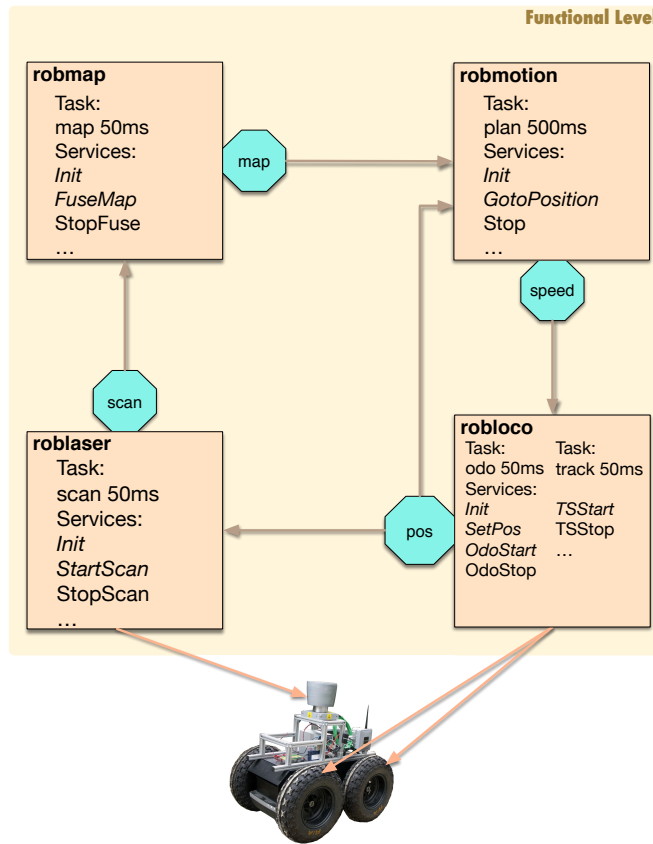 Functional Leve
robmap
Task:
map 50ms
Services:
Init
FuseMap
StopFuse
…
map
robmotion
Task:
plan 500ms
Services:
Init
GotoPosition
Stop
…
speed
scan
roblaser
Task:
scan 50ms
Services:
Init
StartScan
StopScan
…
pos
robloco
Task: Task:
odo 50ms track 50ms
Services:
Init TSStart
SetPos TSStop
OdoStart …
OdoStop